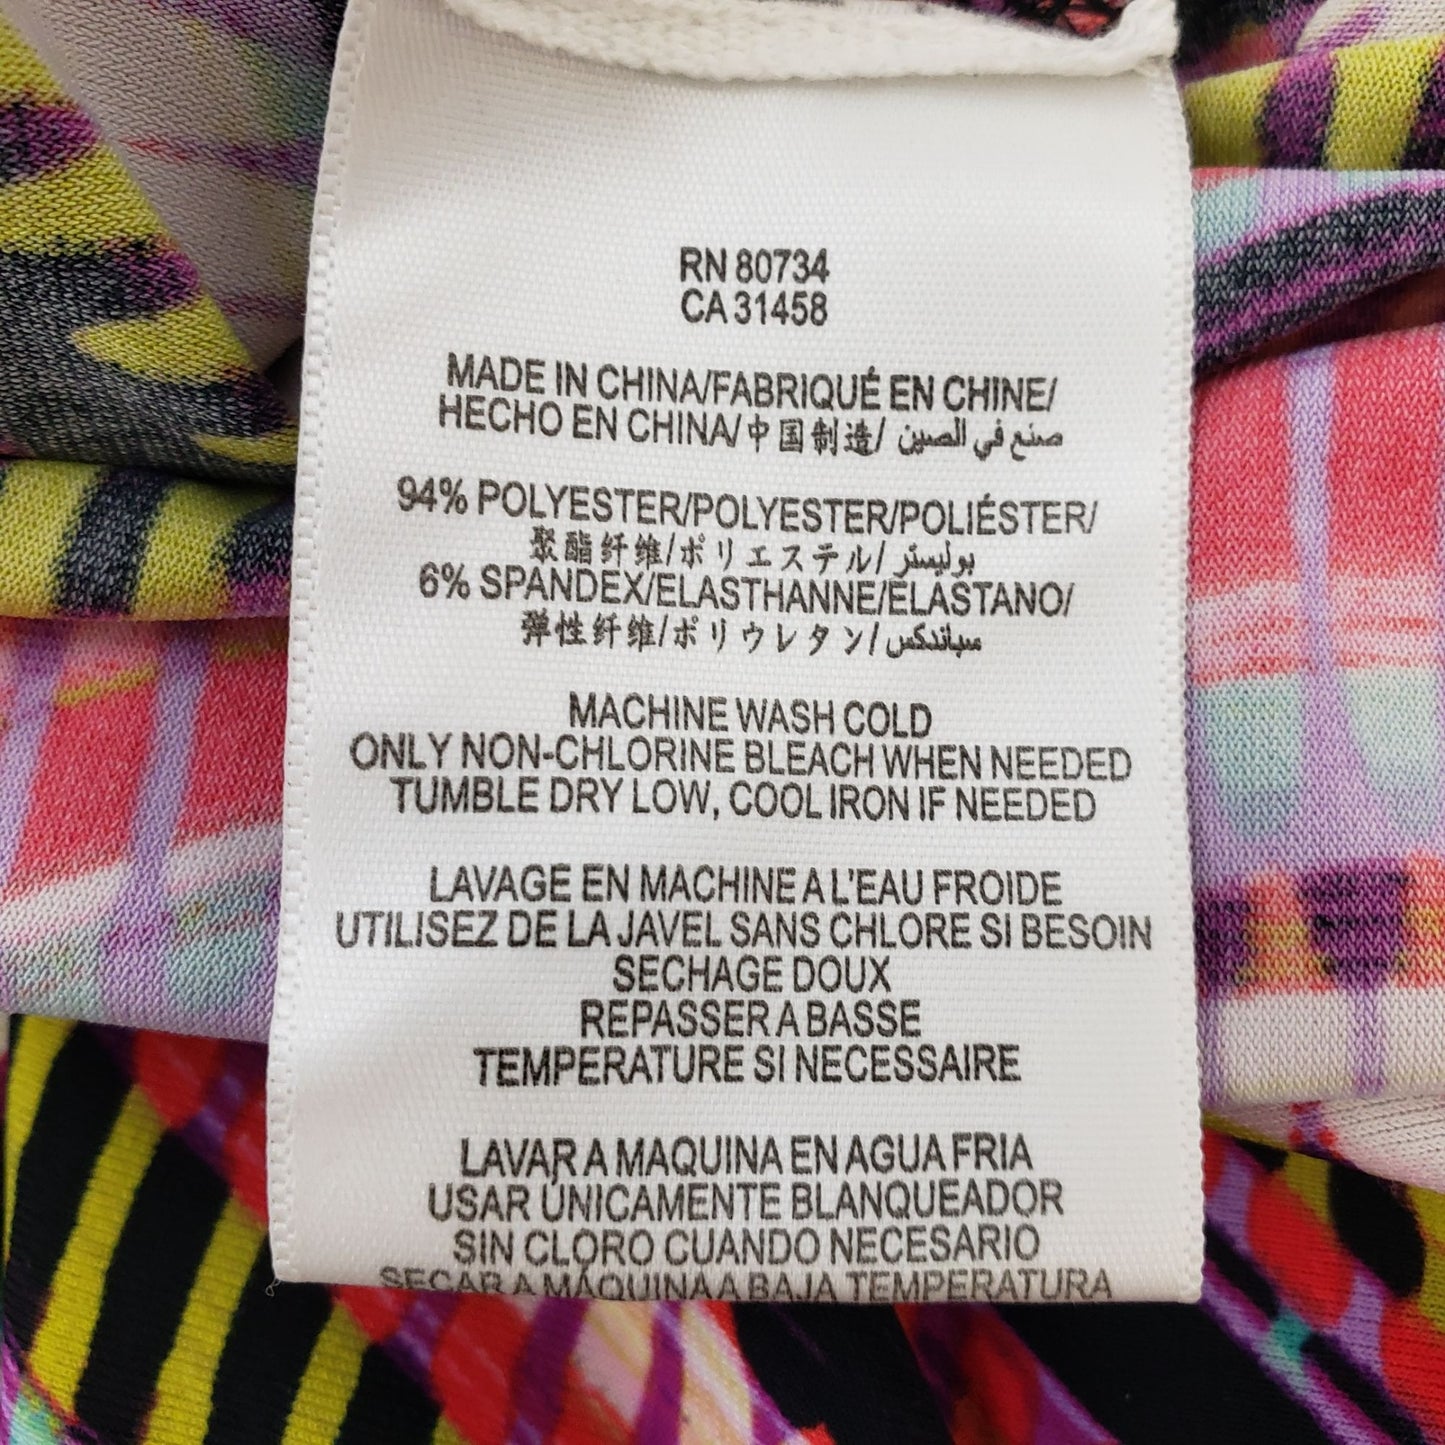 RN 80734
CA 31458
MADE IN CHINA/FABRIQUÉ EN CHINE/
HECHO EN CHINA/中国制造/ صنع في الصين
94% POLYESTER/POLYESTER/POLIÉSTER/
聚酯纤维/ポリエステル/ بوليستر
6% SPANDEX/ELASTHANNE/ELASTANO/
弹性纤维/ポリウレタン/ سباندكس
MACHINE WASH COLD
ONLY NON-CHLORINE BLEACH WHEN NEEDED
TUMBLE DRY LOW, COOL IRON IF NEEDED
LAVAGE EN MACHINE A L'EAU FROIDE
UTILISEZ DE LA JAVEL SANS CHLORE SI BESOIN
SECHAGE DOUX
REPASSER A BASSE
TEMPERATURE SI NECESSAIRE
LAVAR A MAQUINA EN AGUA FRIA
USAR ÚNICAMENTE BLANQUEADOR
SIN CLORO CUANDO NECESARIO
SECAR A MÁQUINA A BAJA TEMPERATURA